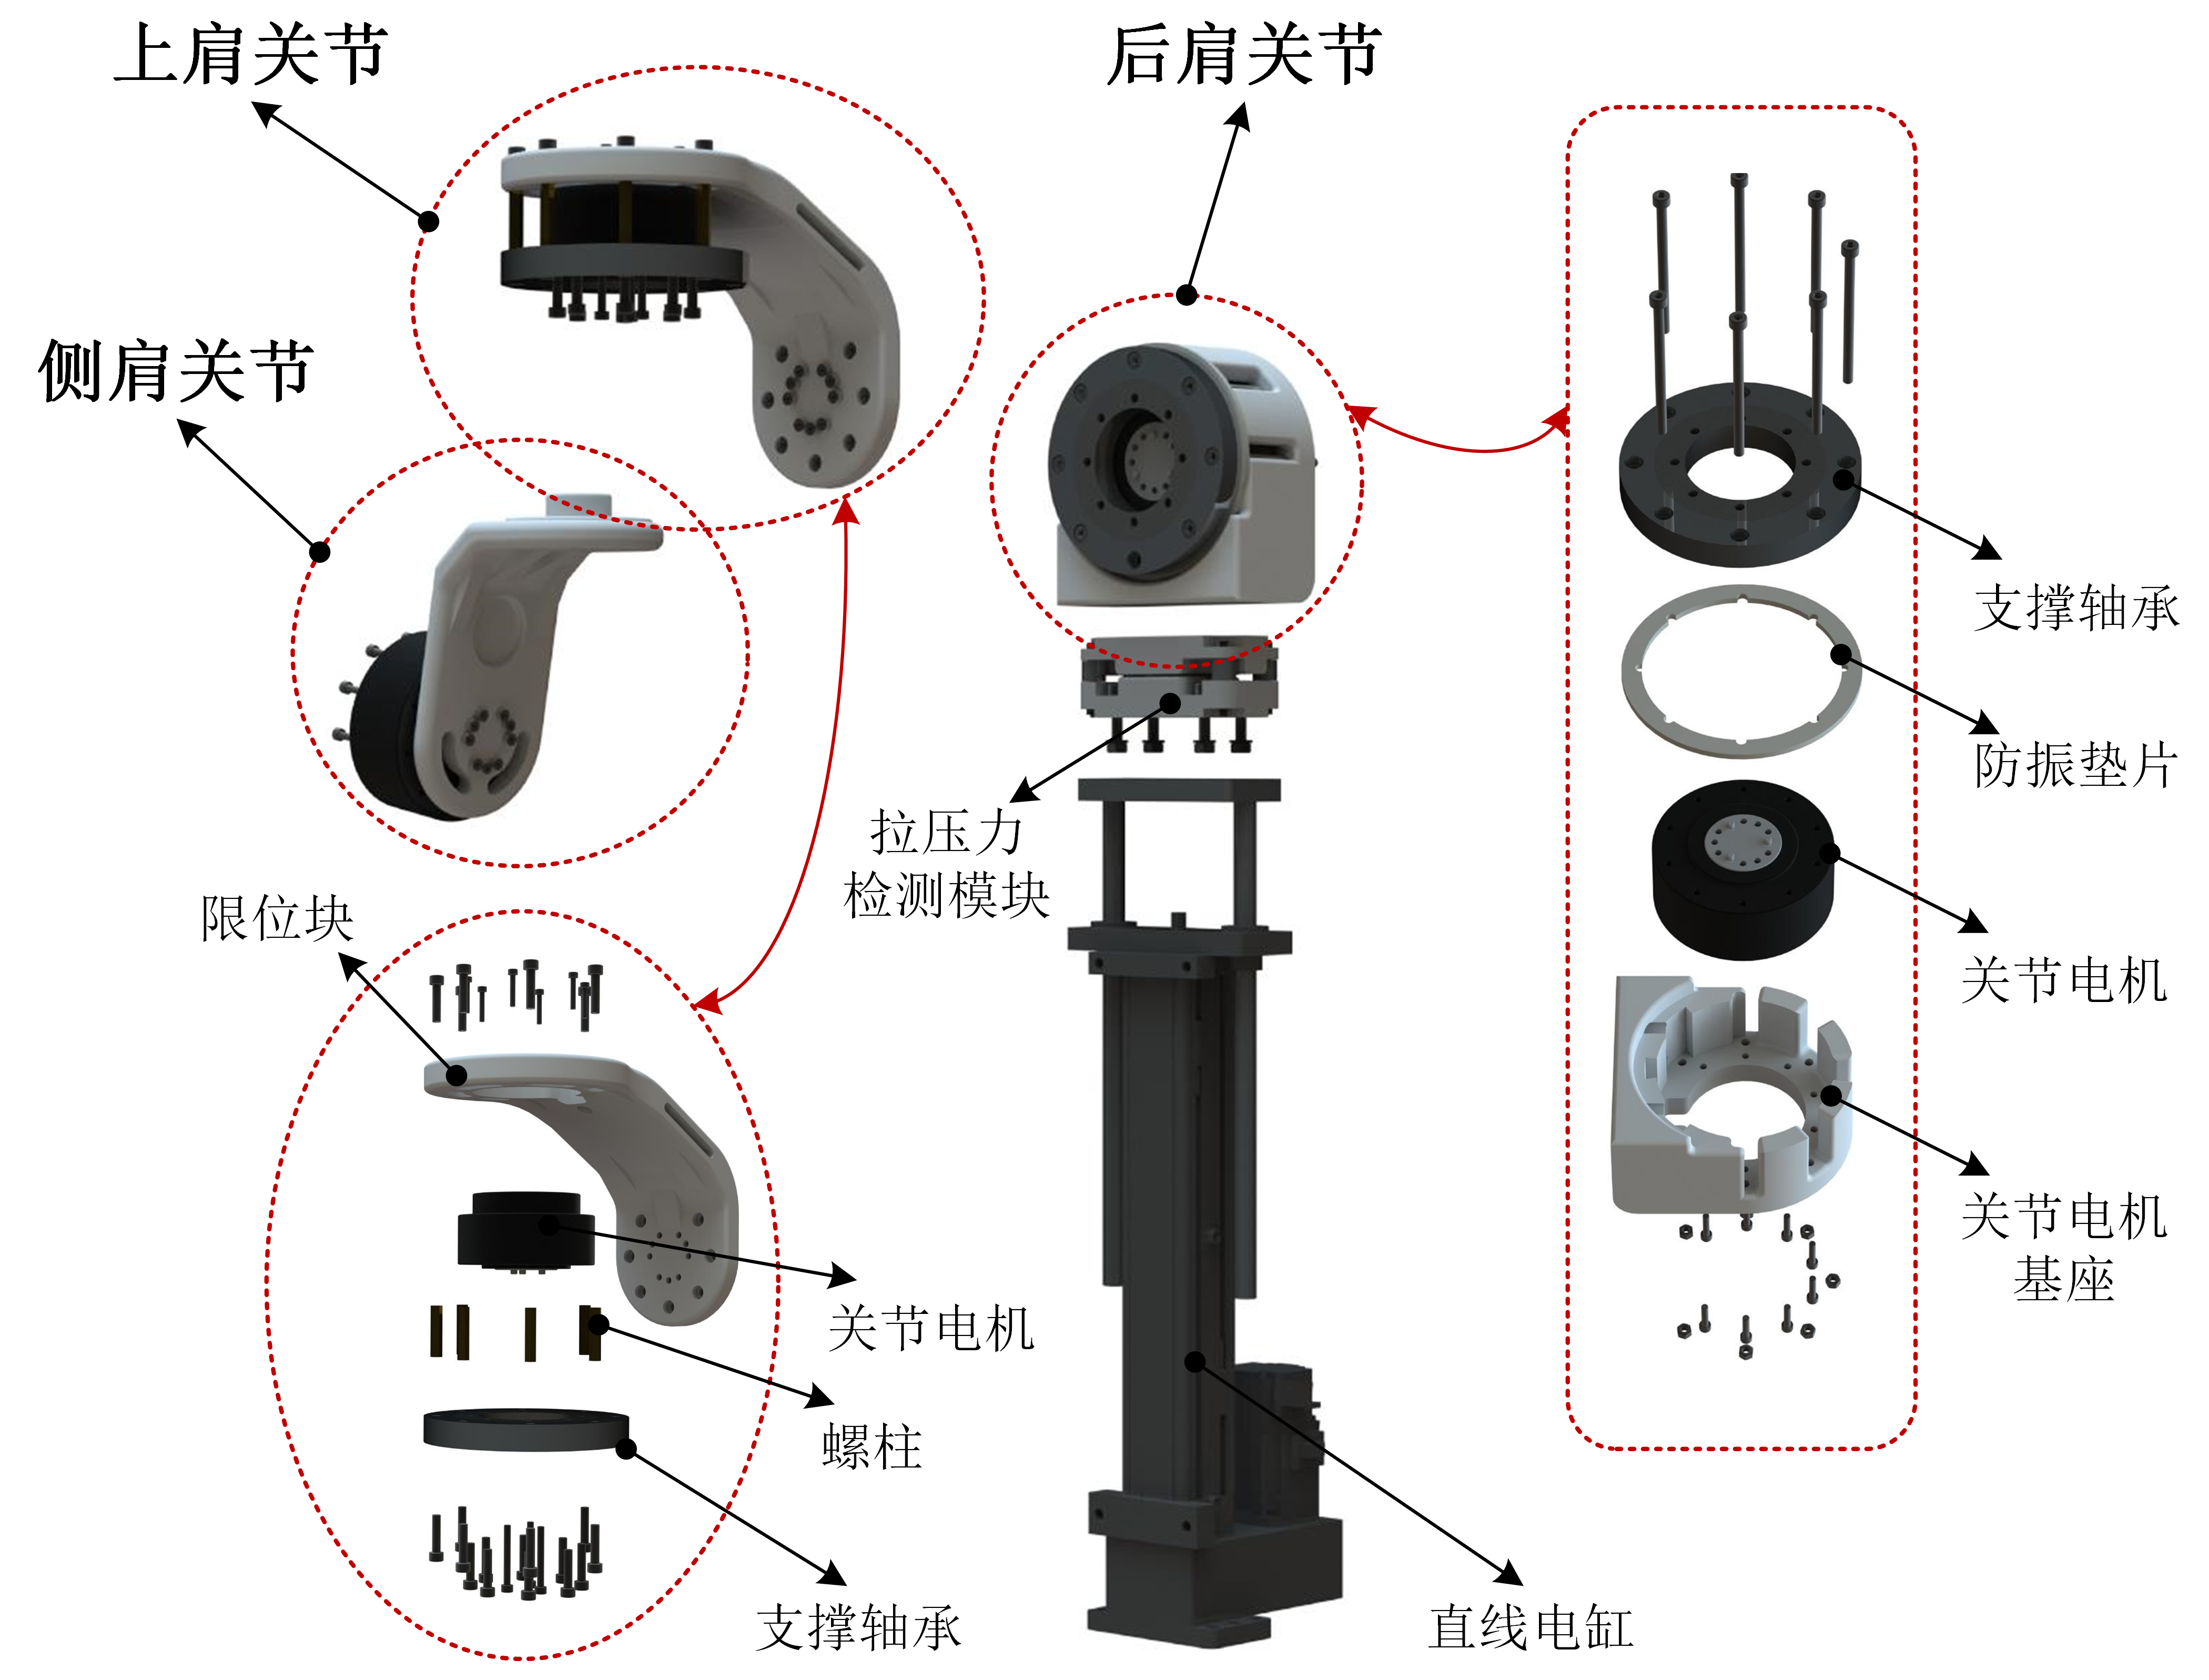 上肩关节
后肩关节
侧肩关节
支撑轴承
防振垫片
拉压力
检测模块
限位块
关节电机
关节电机
基座
关节电机
螺柱
支撑轴承
直线电缸